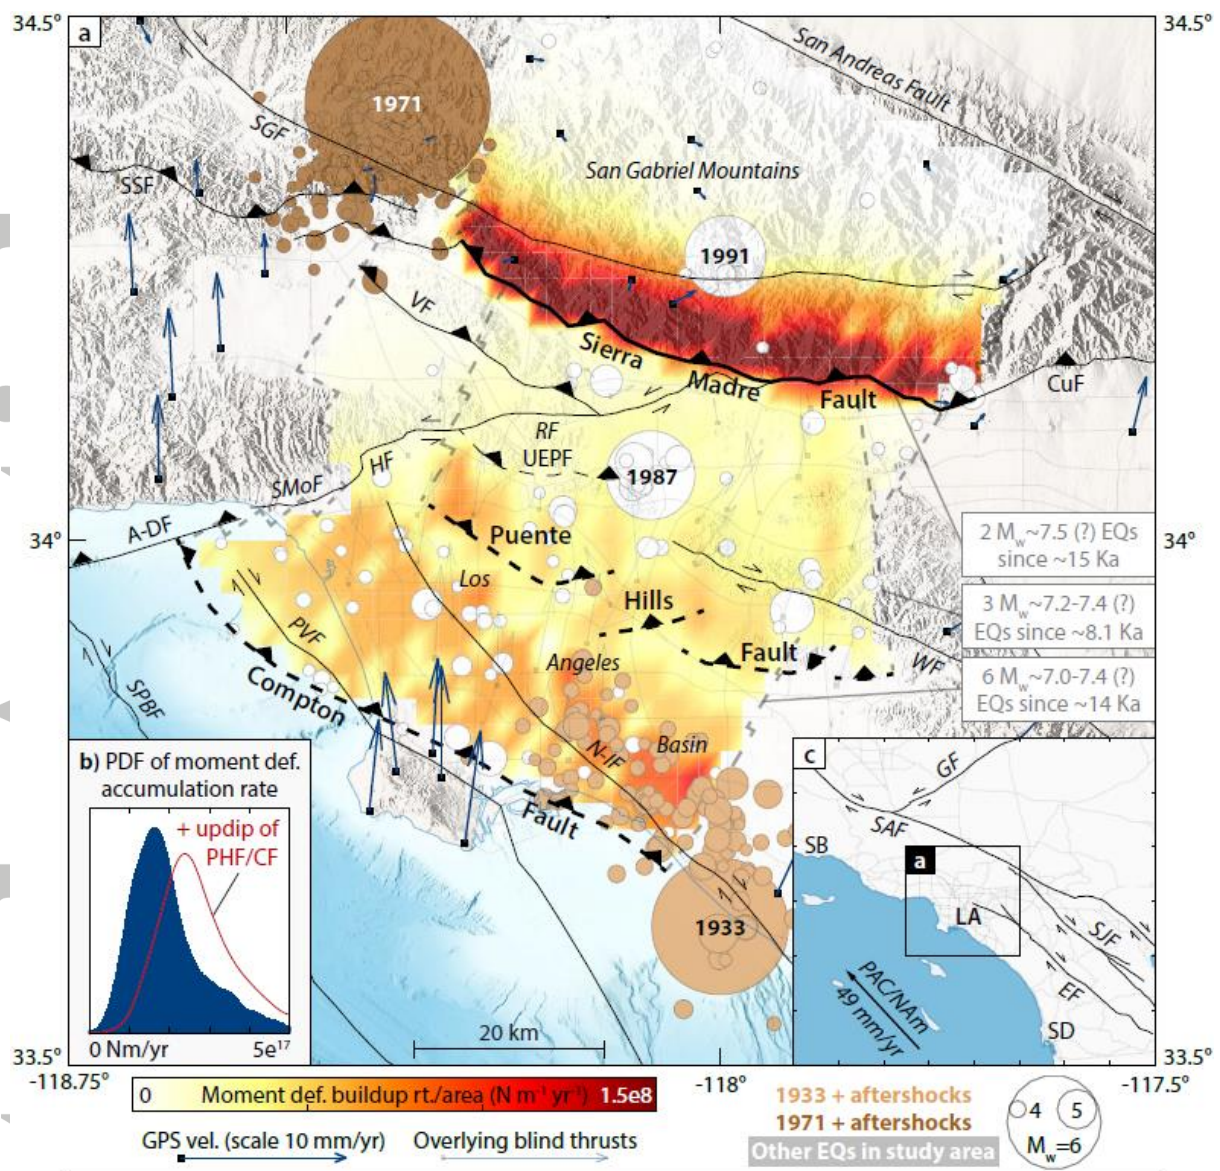 34.5°
34.5°
a
1971
San Andreas Fault
SGF
San Gabriel Mountains
SSF
1991
VF
Sierra
Madre
Fault
CuF
RF
UEPF
HF
1987
SMoF
A-DF
34°
34°
Puente
Los
Hills
Fault
PVF
Angeles
WF
Compton
SPBF
N-IF
Basin
Fault
1933
2 Mw~7.5 (?) EQs
since ~15 Ka
3 Mw~7.2-7.4 (?)
EQs since ~8.1 Ka
6 Mw~7.0-7.4 (?)
EQs since ~14 Ka
b) PDF of moment def.
accumulation rate
+ updip of
PHF/CF
0 Nm/yr
5e17
20 km
c
GF
SAF
SB
a
LA
SJF
EF
PAC/NAm
49 mm/yr
SD
33.5°
33.5°
-118.75°
-118°
-117.5°
0 Moment def. buildup rt./area (N m-1 yr-1) 1.5e8
GPS vel. (scale 10 mm/yr)
Overlying blind thrusts
1933 + aftershocks
1971 + aftershocks
Other EQs in study area
4
5
Mw=6